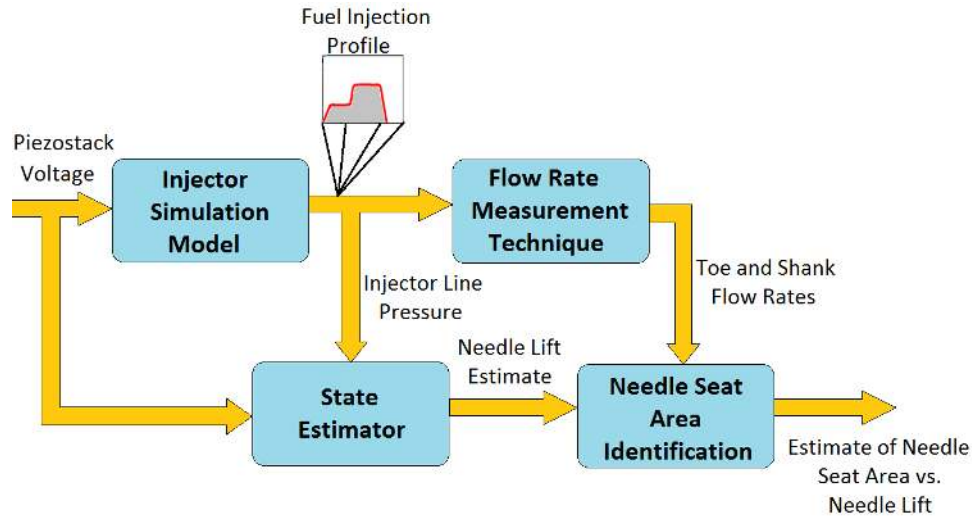 Fuel Injection
Profile
Piezostack
Voltage
Injector
Simulation
Model
Flow Rate
Measurement
Technique
Injector Line
Pressure
Toe and Shank
Flow Rates
State
Estimator
Needle Lift
Estimate
Needle Seat
Area
Identification
Estimate of Needle
Seat Area vs.
Needle Lift